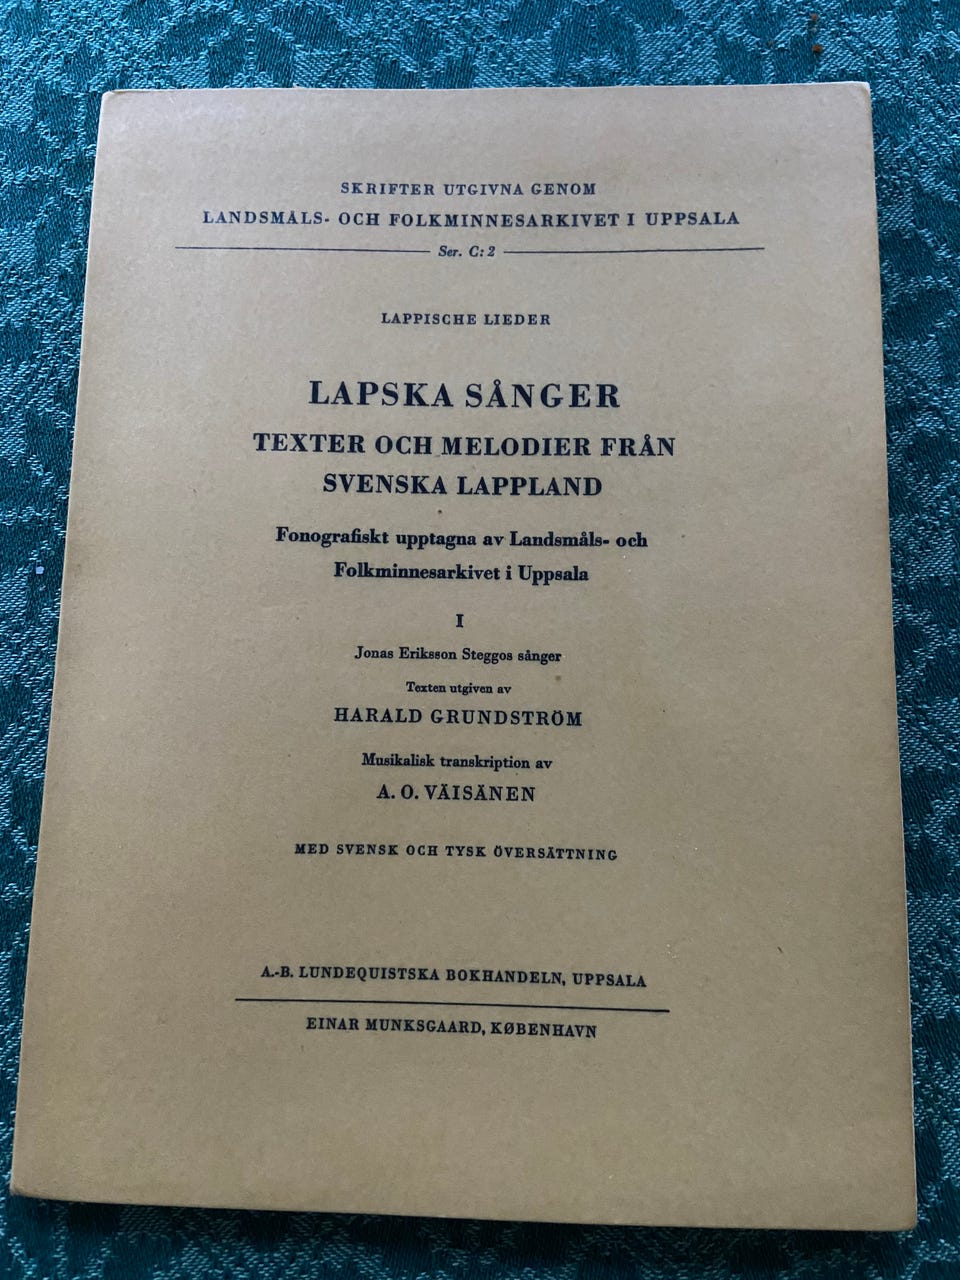 SKRIFTER UTGIVNA GENOM
LANDSMÅLS- OCH FOLKMINNESARKIVET I UPPSALA
Ser. C: 2
LAPPISCHE LIEDER
LAPSKA SÅNGER
TEXTER OCH MELODIER FRÅN
SVENSKA LAPPLAND
Fonografiskt upptagna av Landsmåls- och
Folkminnesarkivet i Uppsala
I
Jonas Eriksson Steggos sånger
Texten utgiven av
HARALD GRUNDSTRÖM
Musikalisk transkription av
A. O. VÄISÄNEN
MED SVENSK OCH TYSK ÖVERSÄTTNING
A.-B. LUNDEQUISTSKA BOKHANDELN, UPPSALA
EINAR MUNKSGAARD, KØBENHAVN